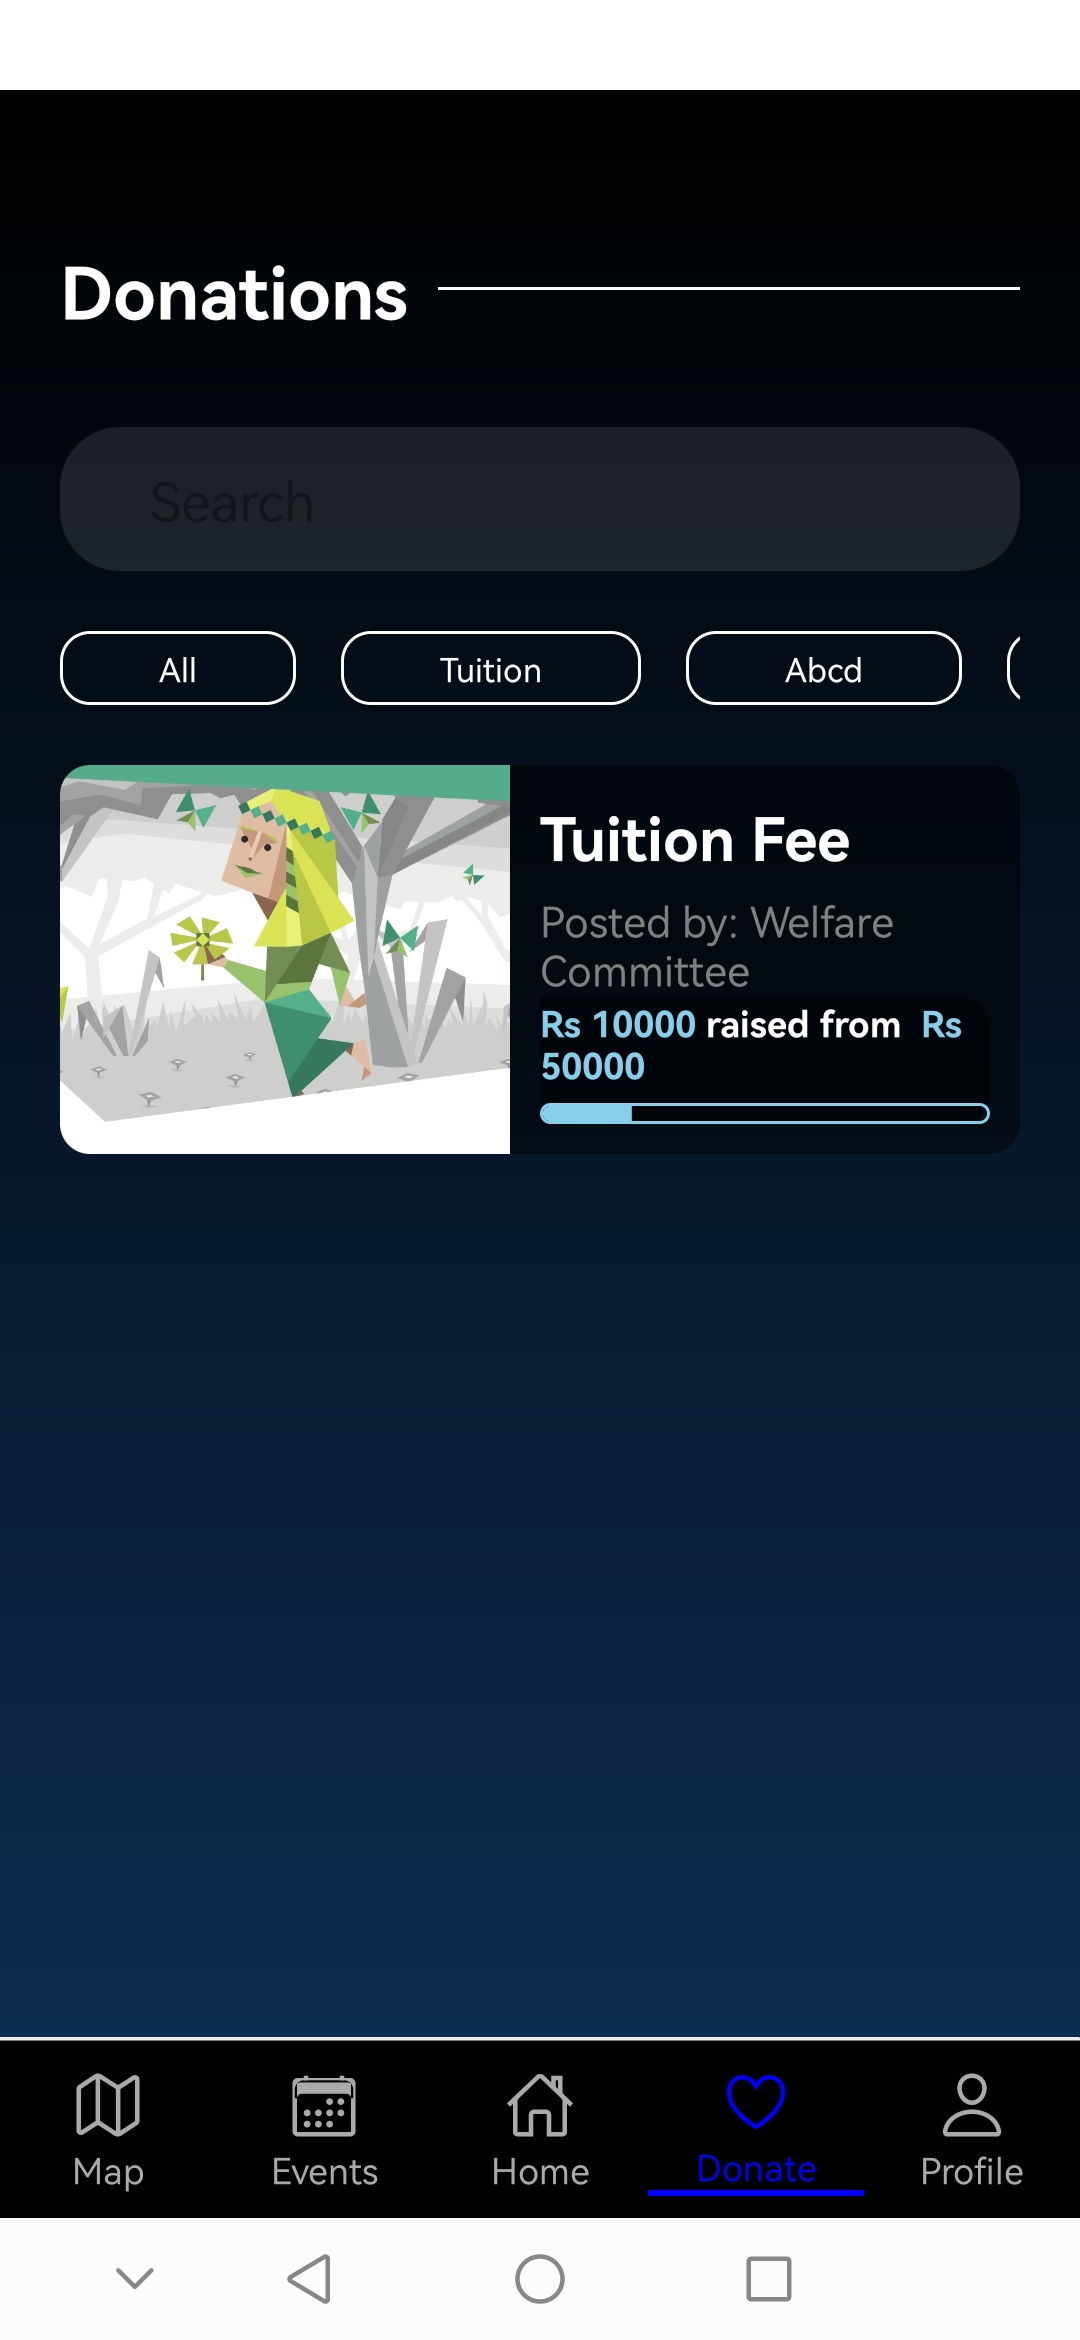 Donations
Search
All
Tuition
Abcd
Tuition Fee
Posted by: Welfare
Committee
Rs 10000 raised from  Rs
50000
Map
Events
Home
Donate
Profile